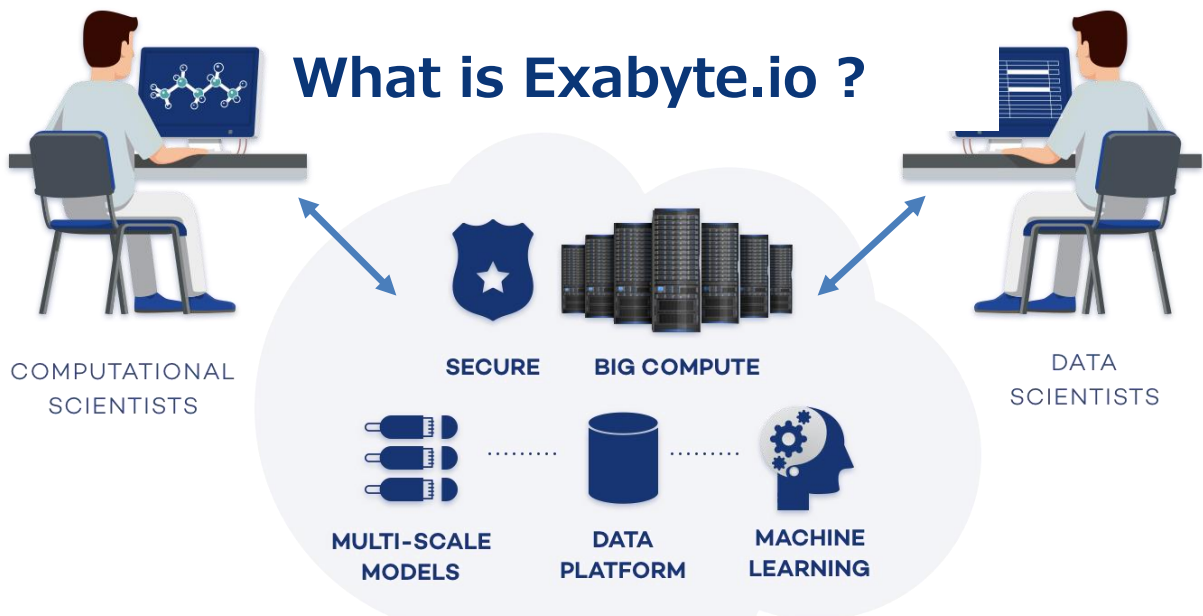 What is Exabyte.io ?
SECURE
BIG COMPUTE
COMPUTATIONAL
SCIENTISTS
DATA
SCIENTISTS
MULTI-SCALE
MODELS
DATA
PLATFORM
MACHINE
LEARNING